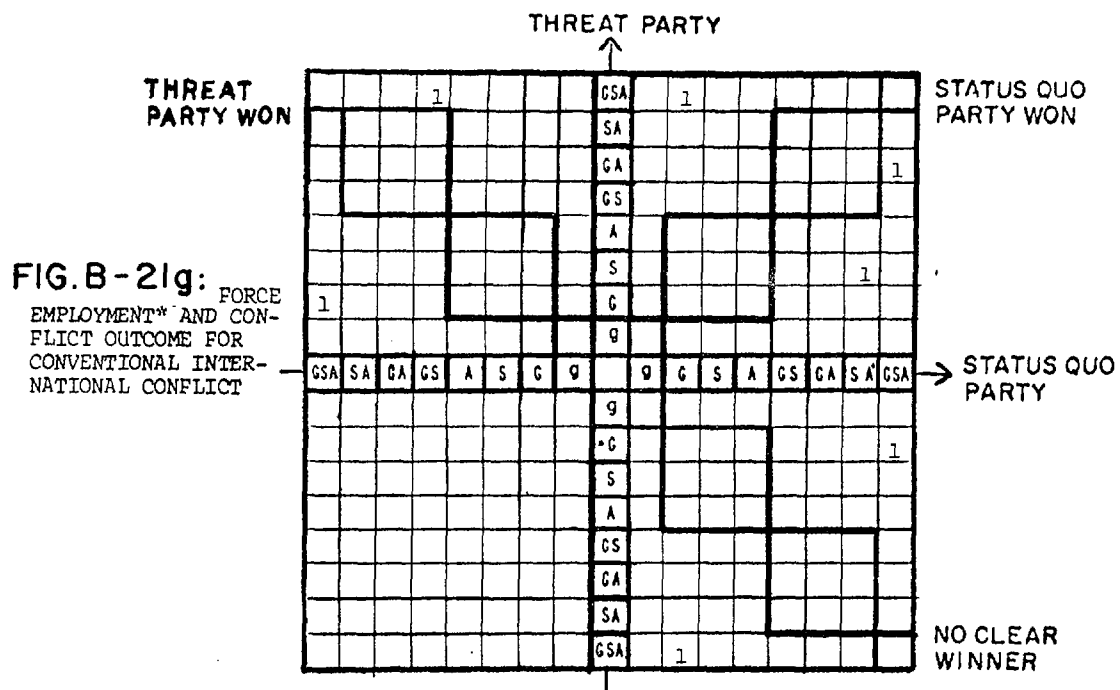 THREAT PARTY
THREAT PARTY WON
STATUS QUO PARTY WON
1 GSA 1
SA
GA 1
GS
A
S 1
G
1
g
FIG. B-21g: FORCE
EMPLOYMENT* AND CON-
FLICT OUTCOME FOR
CONVENTIONAL INTER-
NATIONAL CONFLICT
GSA SA GA GS A S G g g G S A GS GA SA GSA
STATUS QUO
PARTY
g
G 1
S
A
GS
GA
SA
GSA 1
NO CLEAR
WINNER